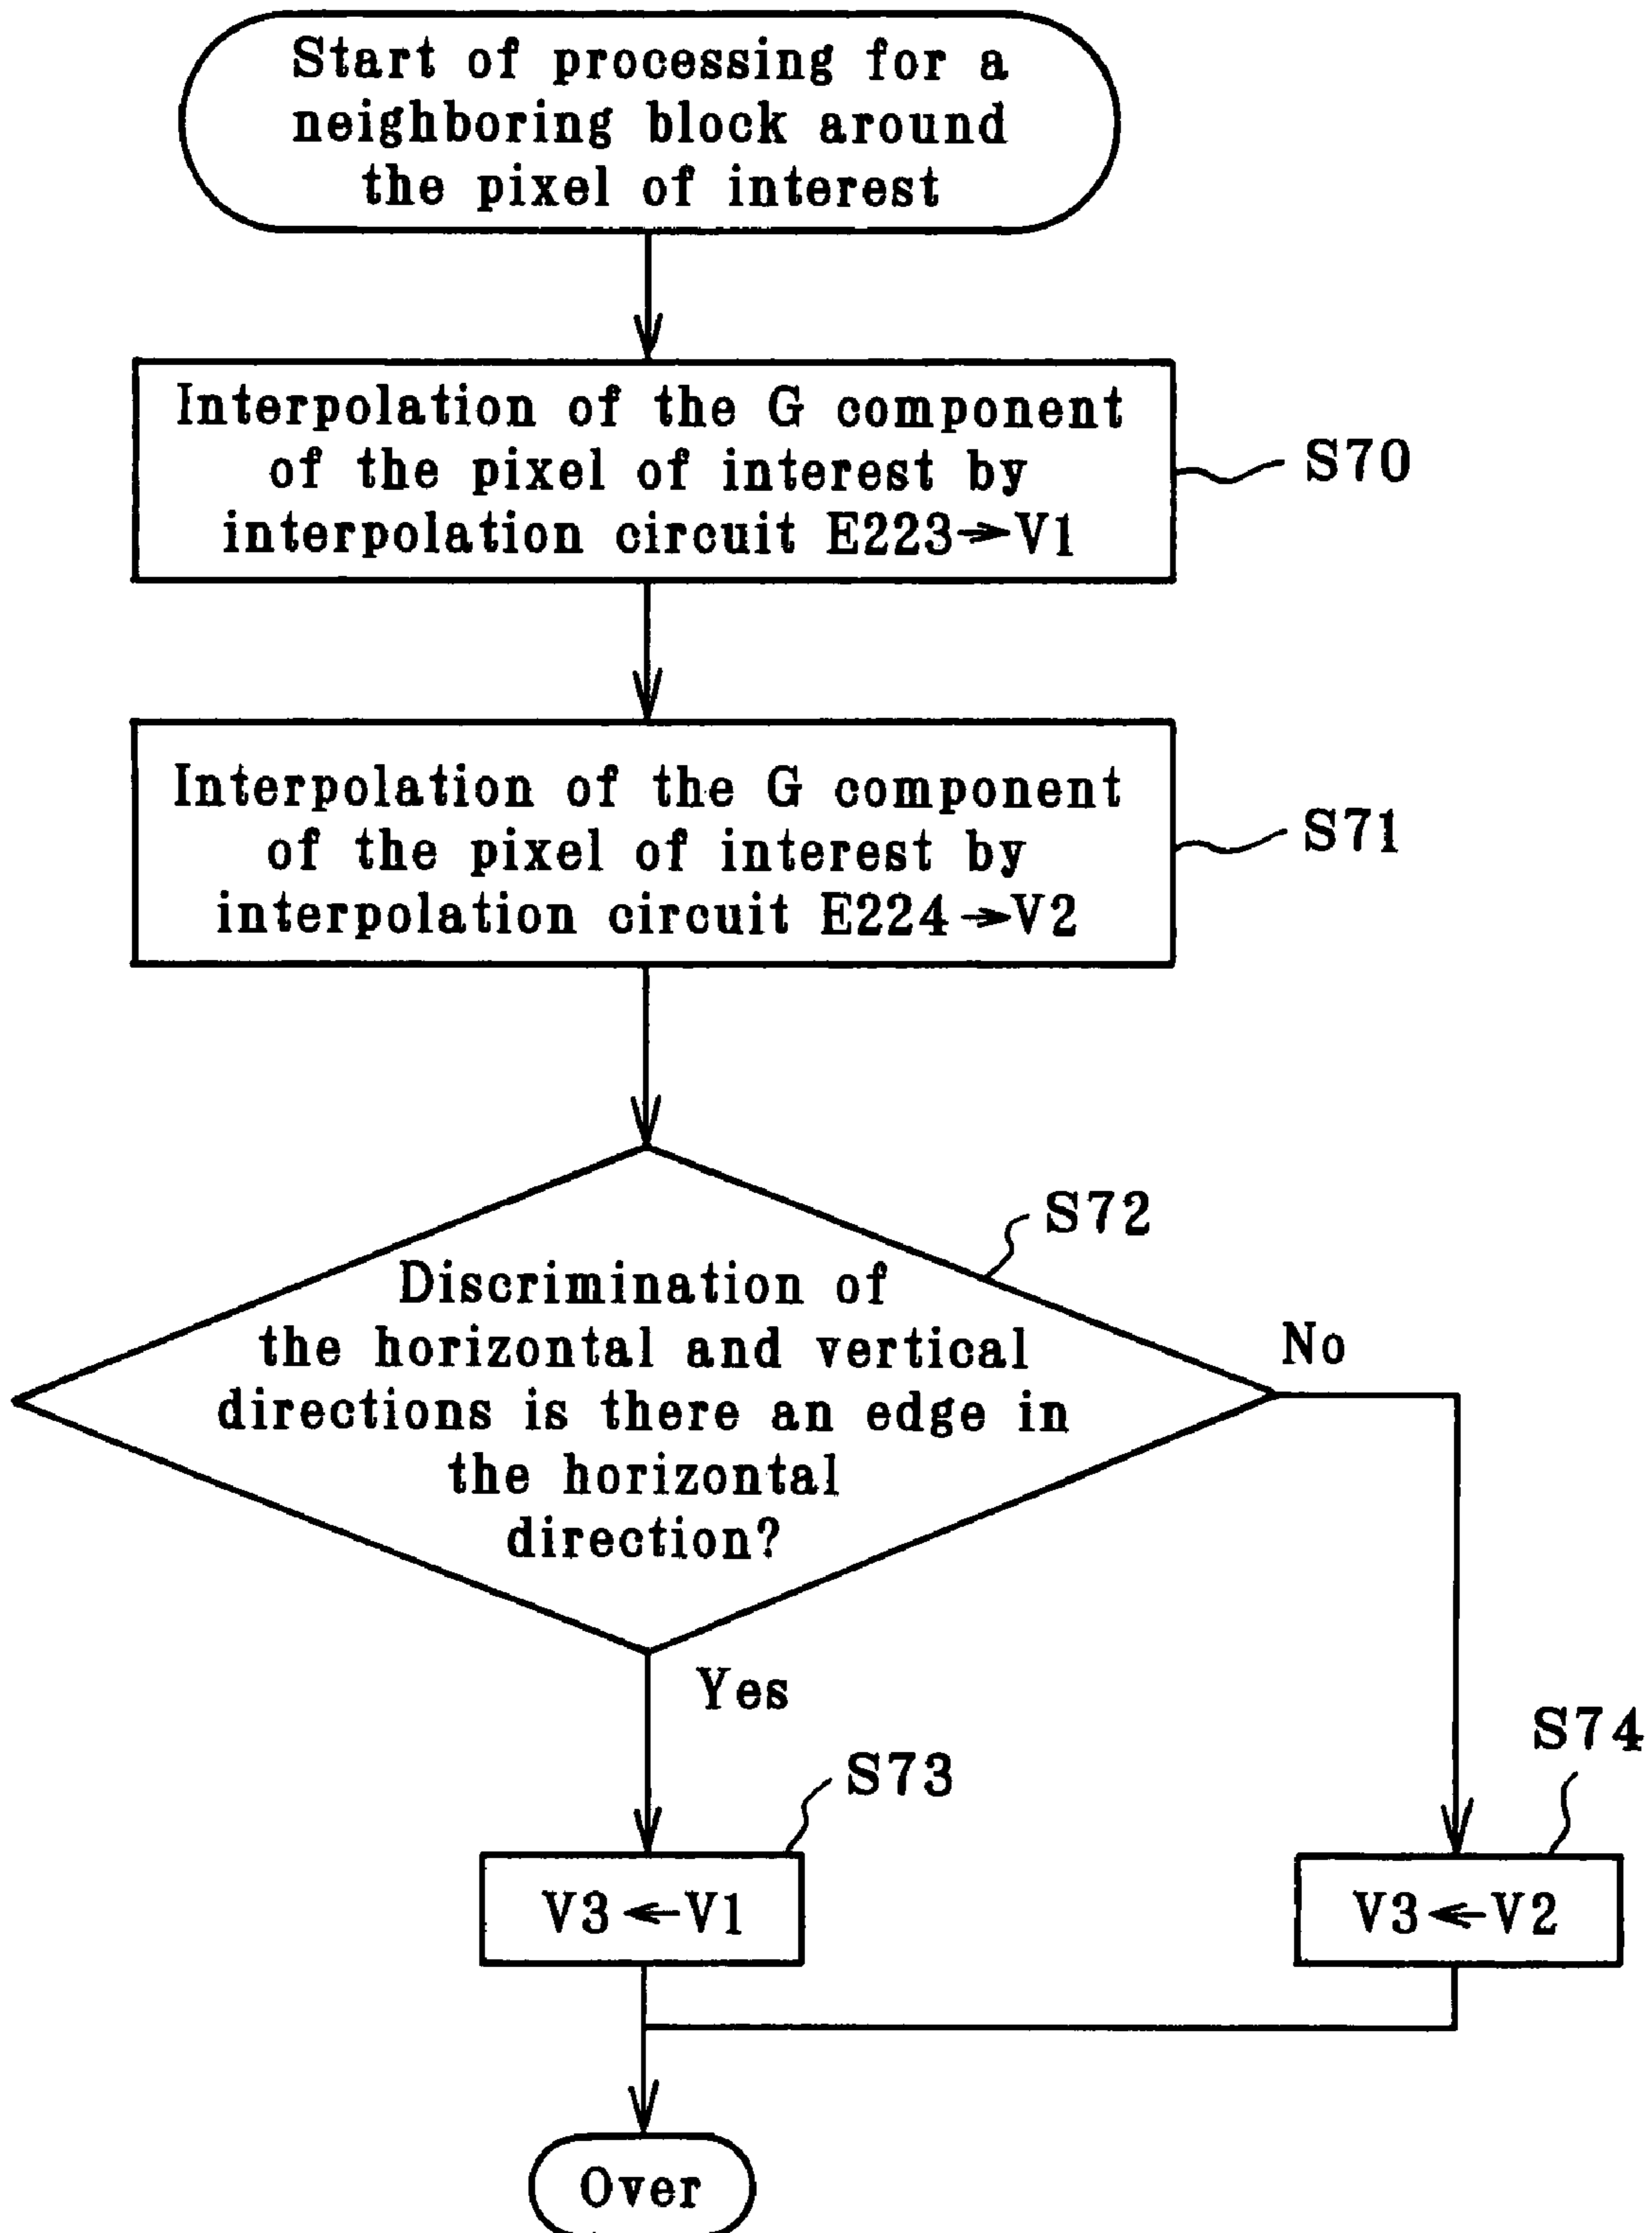 Start of processing for a
neighboring block around
the pixel of interest
Interpolation of the G component
of the pixel of interest by
interpolation circuit E223→V1
S70
Interpolation of the G component
of the pixel of interest by
interpolation circuit E224→V2
S71
S72
Discrimination of
the horizontal and vertical
directions is there an edge in
the horizontal
direction?
No
Yes
S73
S74
V3←V1
V3←V2
Over